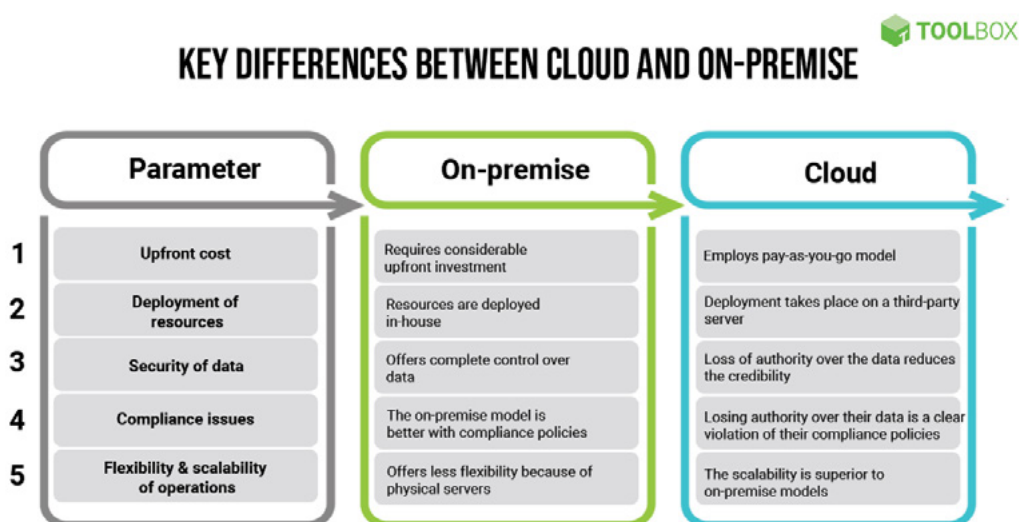 TOOLBOX
KEY DIFFERENCES BETWEEN CLOUD AND ON-PREMISE
Parameter
On-premise
Cloud
1
Upfront cost
Requires considerable
upfront investment
Employs pay-as-you-go model
2
Deployment of
resources
Resources are deployed
in-house
Deployment takes place on a third-party
server
3
Security of data
Offers complete control over
data
Loss of authority over the data reduces
the credibility
4
Compliance issues
The on-premise model is
better with compliance policies
Losing authority over their data is a clear
violation of their compliance policies
5
Flexibility & scalability
of operations
Offers less flexibility because of
physical servers
The scalability is superior to
on-premise models